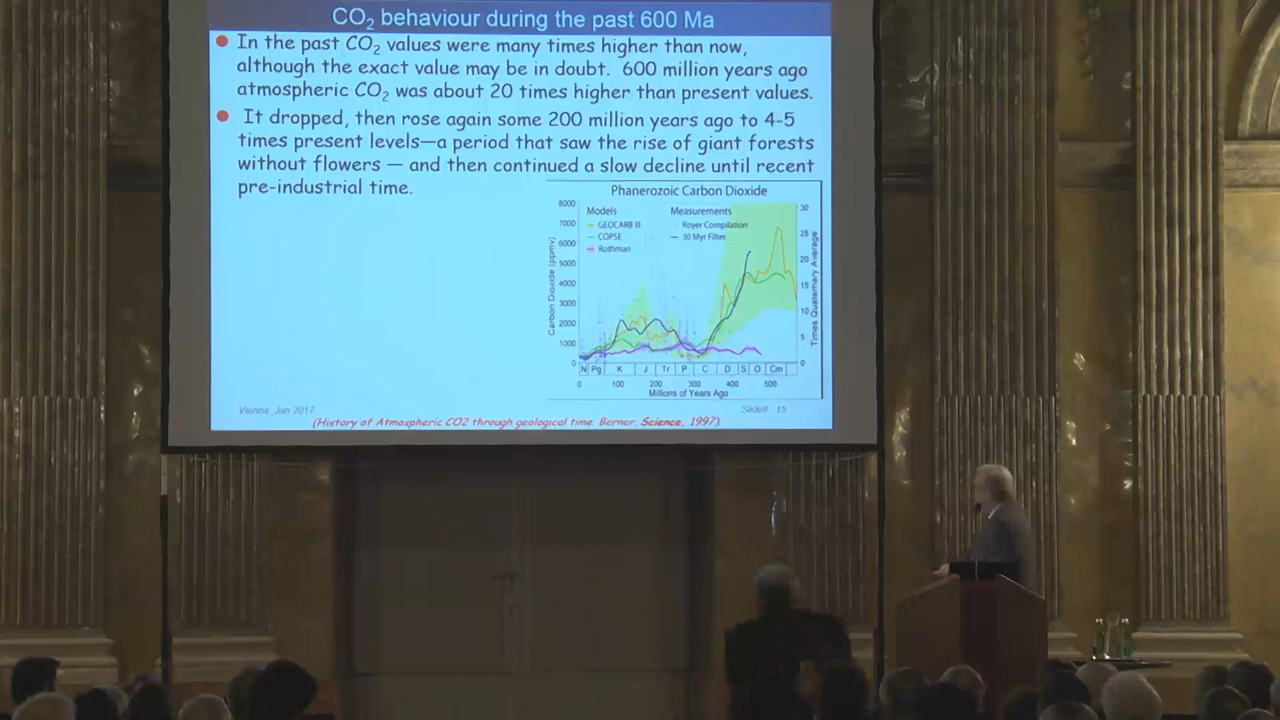 CO₂ behaviour during the past 600 Ma
In the past CO₂ values were many times higher than now,
although the exact value may be in doubt. 600 million years ago
atmospheric CO₂ was about 20 times higher than present values.
It dropped, then rose again some 200 million years ago to 4-5
times present levels—a period that saw the rise of giant forests
without flowers — and then continued a slow decline until recent
pre-industrial time.
Phanerozoic Carbon Dioxide
Models
GEOCARB III
COPSE
Rothman
Measurements
Royer Compilation
30 Myr Filter
Carbon Dioxide (ppmv)
8000
7000
6000
5000
4000
3000
2000
1000
0
30
25
20
15
10
5
0
Times Quaternary Average
N Pg K J Tr P C D S O Cm
0 100 200 300 400 500
Millions of Years Ago
Vienna Jan 2017
Slide# 15
(History of Atmospheric CO2 through geological time. Berner, Science, 1997).